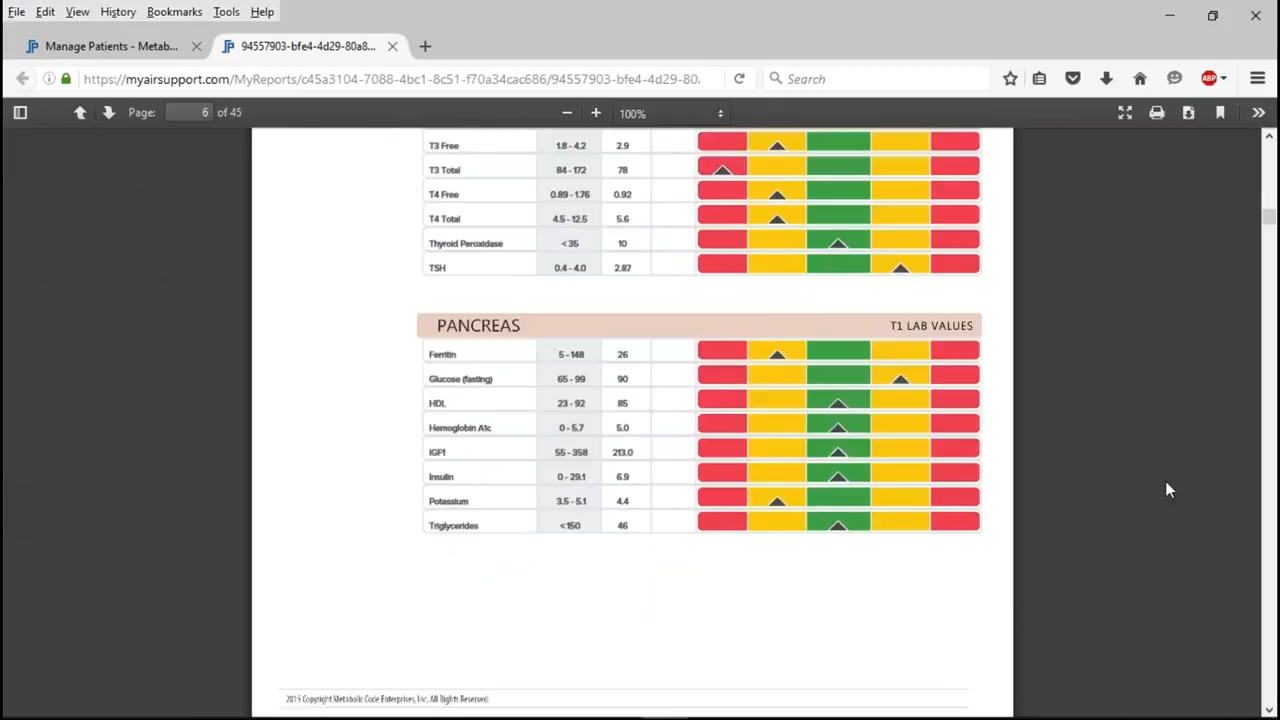 File Edit View History Bookmarks Tools Help
Manage Patients - Metab... 94557903-bfe4-4d29-80a8...
https://myairsupport.com/MyReports/c45a3104-7088-4bc1-8c51-f70a34cac686/94557903-bfe4-4d29-80 Search ABP
Page: 6 of 45 100%
T3 Free 1.8 - 4.2 2.9
T3 Total 84 - 172 78
T4 Free 0.89 - 1.76 0.92
T4 Total 4.5 - 12.5 5.6
Thyroid Peroxidase < 35 10
TSH 0.4 - 4.0 2.87
PANCREAS T1 LAB VALUES
Ferritin 5 - 148 26
Glucose (fasting) 65 - 99 90
HDL 23 - 92 85
Hemoglobin A1c 0 - 5.7 5.0
IGF1 55 - 358 213.0
Insulin 0 - 29.1 6.9
Potassium 3.5 - 5.1 4.4
Triglycerides < 150 46
2015 Copyright Metabolic Code Enterprises, Inc. All Rights Reserved.